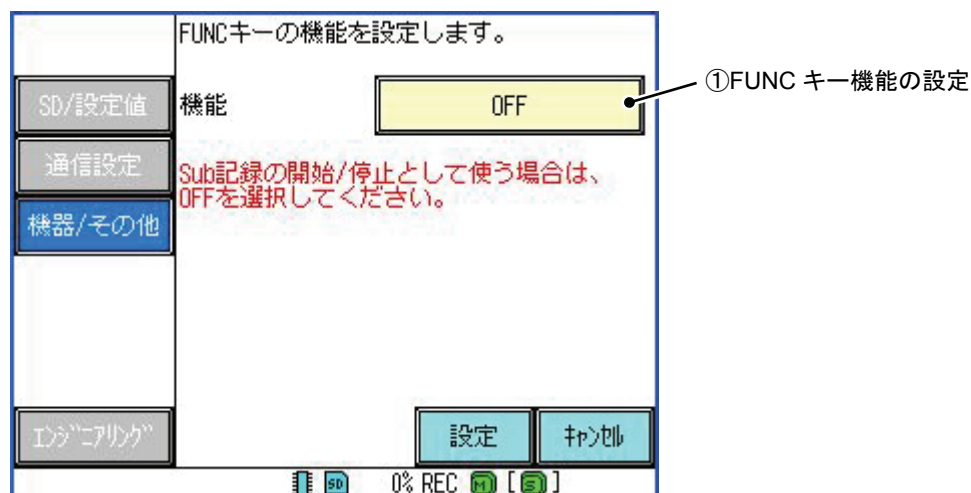 FUNCキーの機能を設定します。
①FUNC キー機能の設定
SD/設定値
機能
OFF
通信設定
Sub記録の開始/停止として使う場合は、
OFFを選択してください。
機器/その他
エンジニアリング
設定
キャンセル
SD
0% REC M [S]